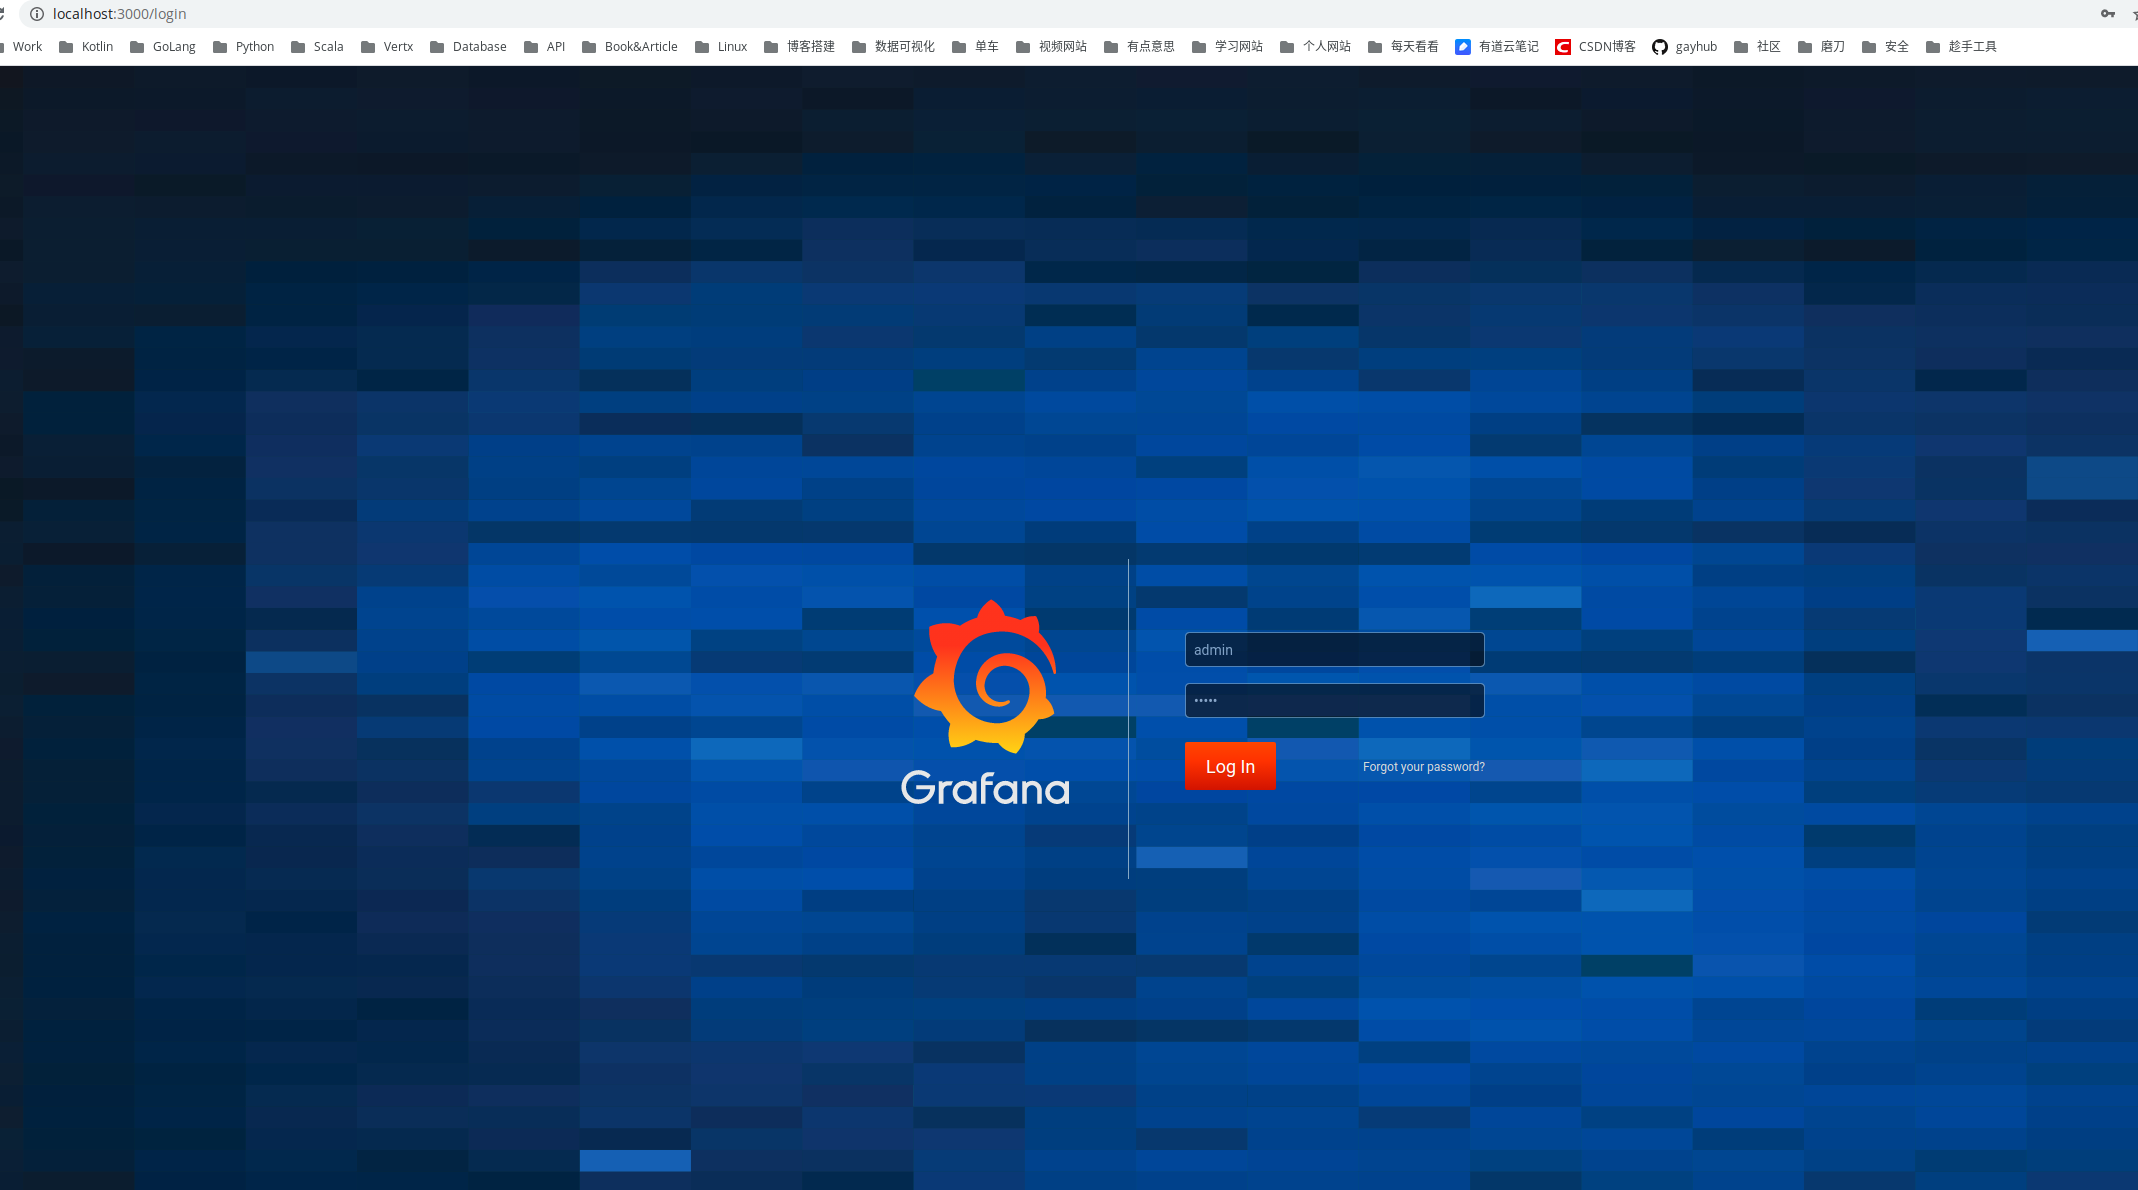 localhost:3000/login
Work Kotlin GoLang Python Scala Vertx Database API Book&Article Linux 博客搭建 数据可视化 单车 视频网站 有点意思 学习网站 个人网站 每天看看 有道云笔记 CSDN博客 gayhub 社区 磨刀 安全 趁手工具
admin
•••••
Log In
Forgot your password?
Grafana